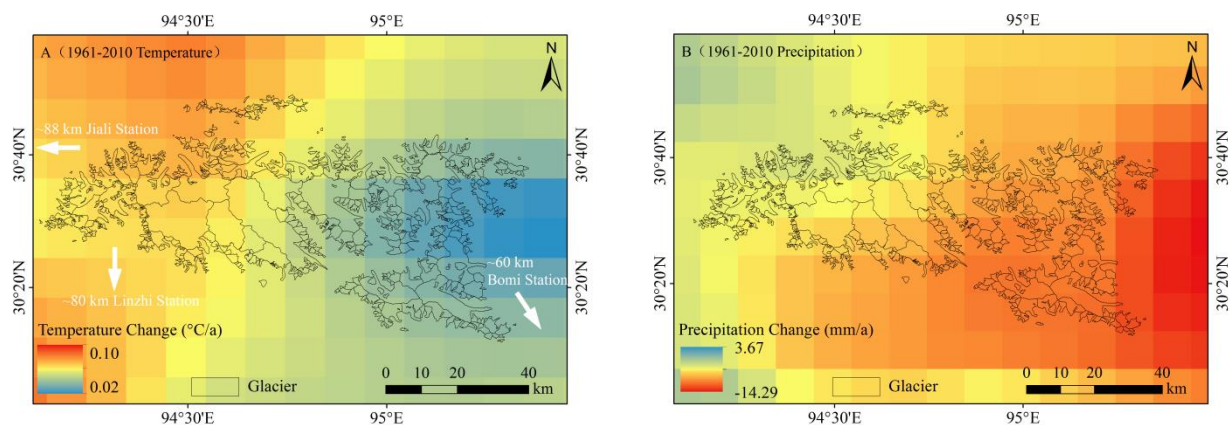 94°30′E
95°E
A（1961-2010 Temperature）
N
~88 km Jiali Station
30°40′N
30°20′N
~80 km Linzhi Station
~60 km
Bomi Station
Temperature Change (°C/a)
0.10
0.02
Glacier
0 10 20 40
km
94°30′E
95°E
30°40′N
30°20′N
94°30′E
95°E
B（1961-2010 Precipitation）
N
30°40′N
30°20′N
Precipitation Change (mm/a)
3.67
-14.29
Glacier
0 10 20 40
km
94°30′E
95°E
30°40′N
30°20′N